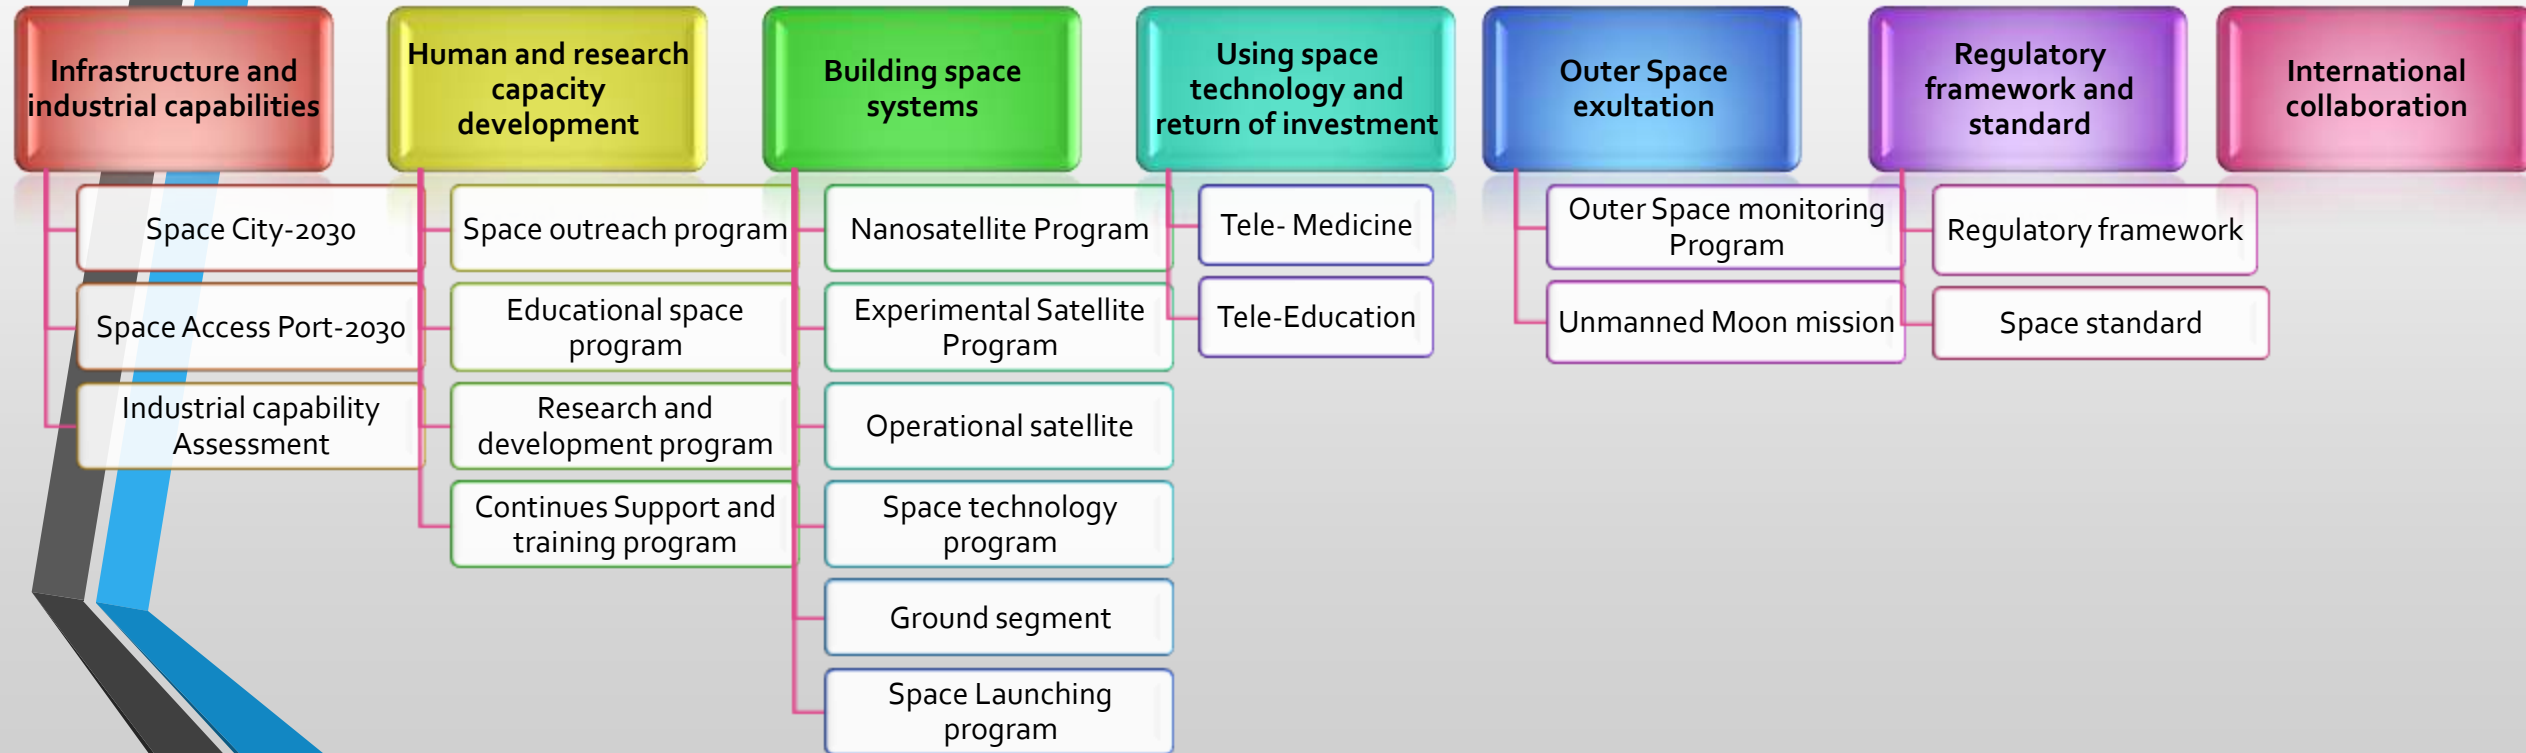 Infrastructure and
industrial capabilities
Space City-2030
Space Access Port-2030
Industrial capability
Assessment
Human and research
capacity
development
Space outreach program
Educational space
program
Research and
development program
Continues Support and
training program
Building space
systems
Nanosatellite Program
Experimental Satellite
Program
Operational satellite
Space technology
program
Ground segment
Space Launching
program
Using space
technology and
return of investment
Tele- Medicine
Tele-Education
Outer Space
exultation
Outer Space monitoring
Program
Unmanned Moon mission
Regulatory
framework and
standard
Regulatory framework
Space standard
International
collaboration